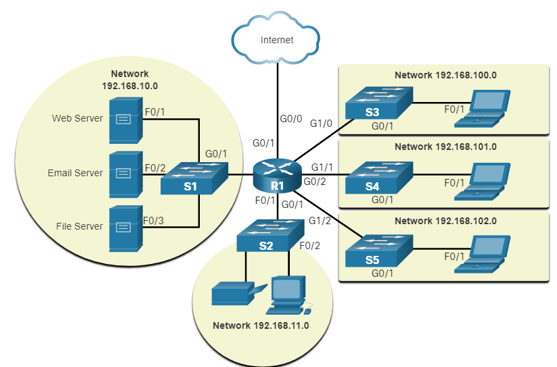 Internet
Network
192.168.10.0
Web Server
F0/1
Email Server
F0/2
File Server
F0/3
G0/1
S1
G0/0
G0/1
R1
G1/0
G1/1
G0/2
F0/1
G0/1
G1/2
S2
F0/2
Network 192.168.11.0
Network 192.168.100.0
S3
G0/1
F0/1
Network 192.168.101.0
S4
G0/1
F0/1
Network 192.168.102.0
S5
G0/1
F0/1